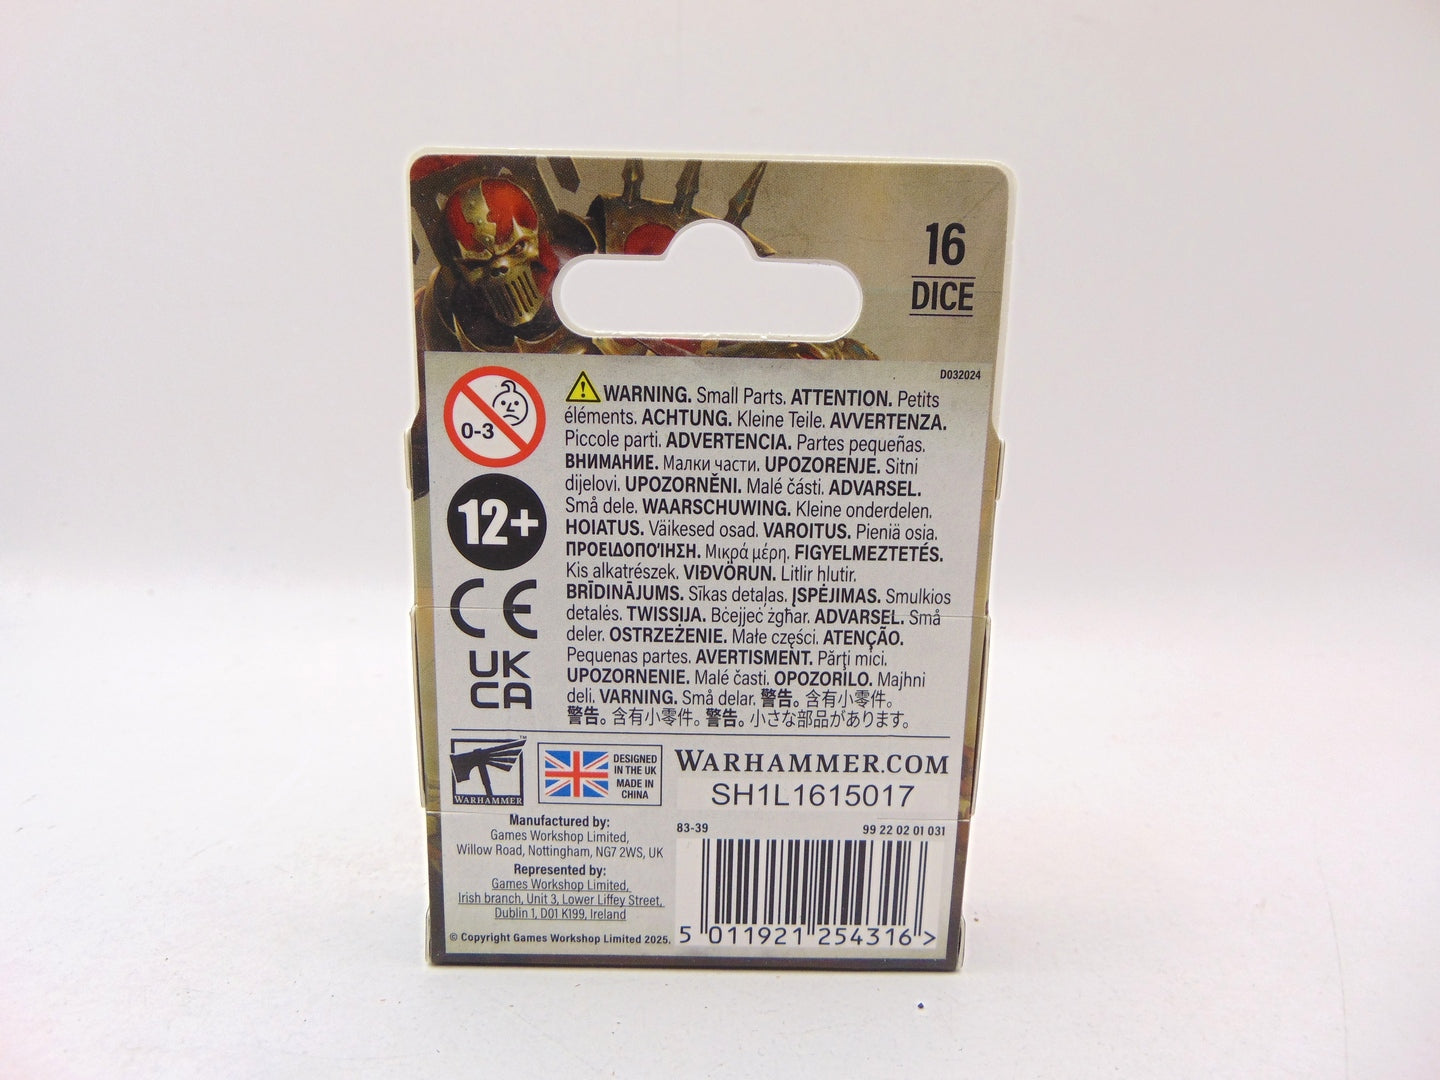 16
DICE
D032024
0-3
12+
CE
UK
CA
WARNING. Small Parts. ATTENTION. Petits
éléments. ACHTUNG. Kleine Teile. AVVERTENZA.
Piccole parti. ADVERTENCIA. Partes pequeñas.
ВНИМАНИЕ. Малки части. UPOZORENJE. Sitni
dijelovi. UPOZORNĚNI. Malé části. ADVARSEL.
Små dele. WAARSCHUWING. Kleine onderdelen.
HOIATUS. Väikesed osad. VAROITUS. Pieniä osia.
ΠΡΟΕΙΔΟΠΟΊΗΣΗ. Μικρά μέρη. FIGYELMEZTETÉS.
Kis alkatrészek. VIÐVÖRUN. Litlir hlutir.
BRĪDINĀJUMS. Sīkas detaļas. ĮSPĖJIMAS. Smulkios
detalės. TWISSIJA. Bċejjeċ żgħar. ADVARSEL. Små
deler. OSTRZEŻENIE. Małe części. ATENÇÃO.
Pequenas partes. AVERTISMENT. Părţi mici.
UPOZORNENIE. Malé časti. OPOZORILO. Majhni
deli. VARNING. Små delar. 警告。含有小零件。
警告。含有小零件。警告。小さな部品があります。
WARHAMMER
TM
DESIGNED
IN THE UK
MADE IN
CHINA
WARHAMMER.COM
SH1L1615017
Manufactured by:
Games Workshop Limited,
Willow Road, Nottingham, NG7 2WS, UK
Represented by:
Games Workshop Limited,
Irish branch, Unit 3, Lower Liffey Street,
Dublin 1, D01 K199, Ireland
© Copyright Games Workshop Limited 2025.
83-39 99 22 02 01 031
5 011921 254316 >